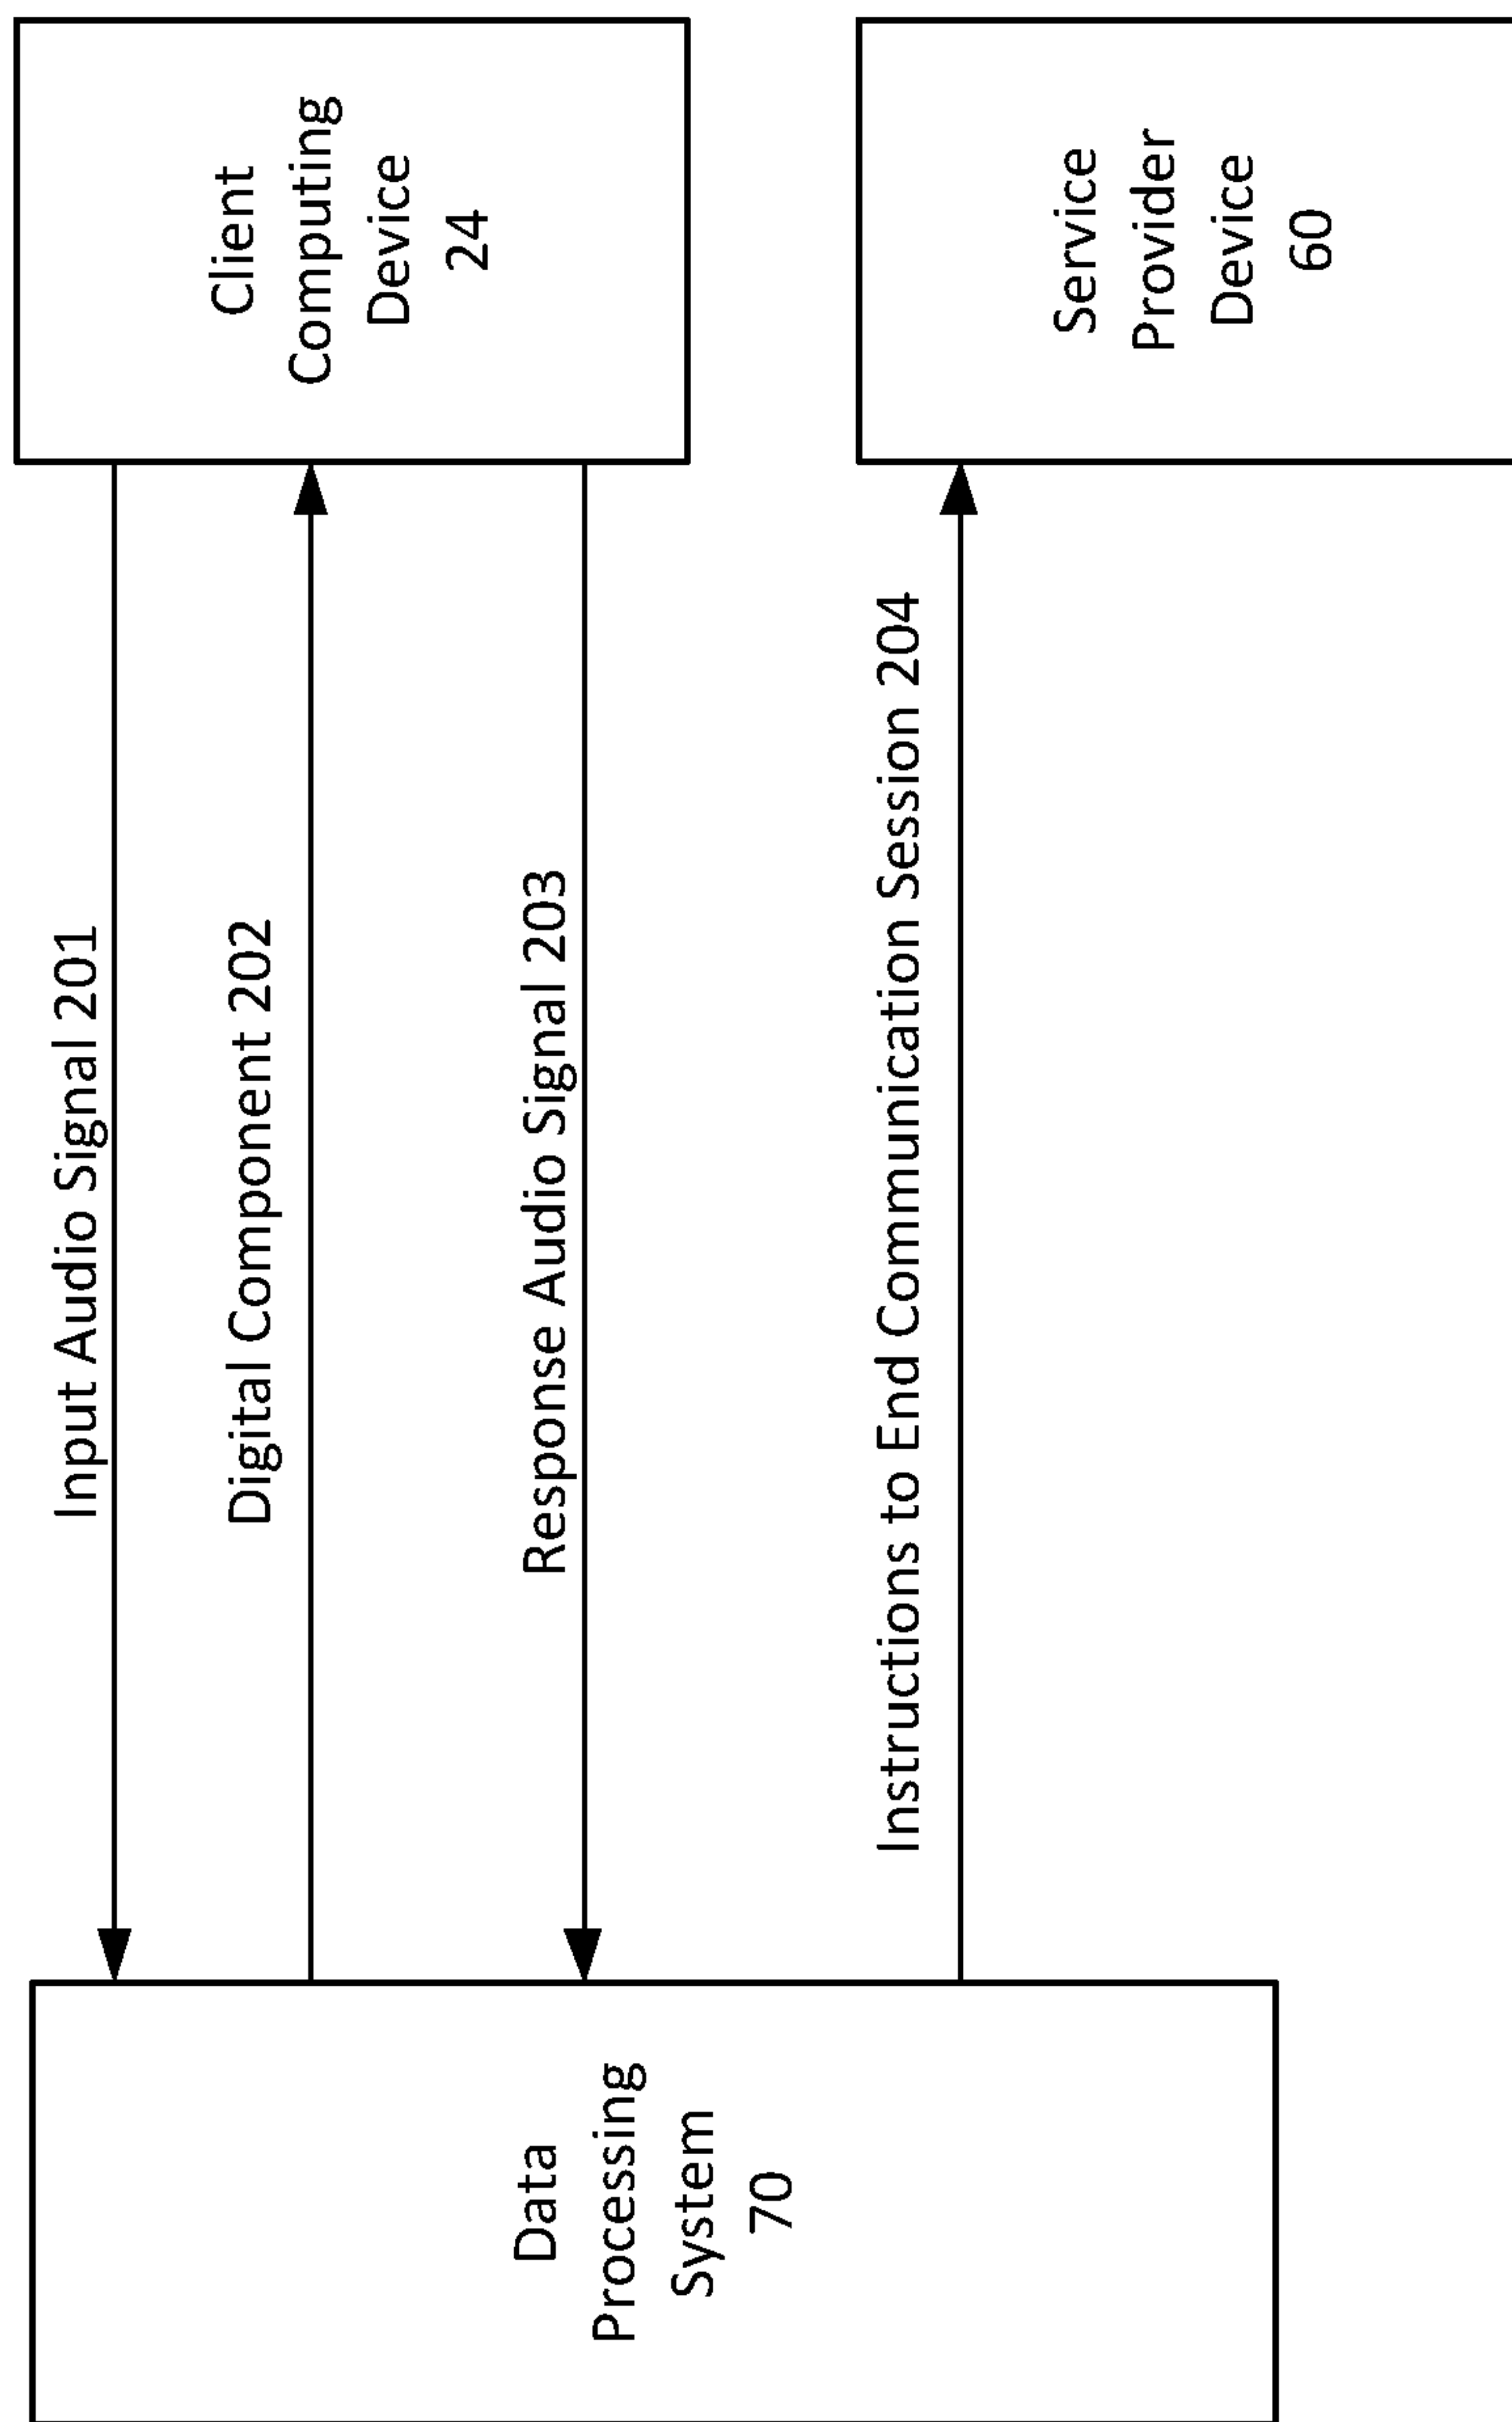 Data
Processing
System
70
Input Audio Signal 201
Digital Component 202
Response Audio Signal 203
Instructions to End Communication Session 204
Client
Computing
Device
24
Service
Provider
Device
60